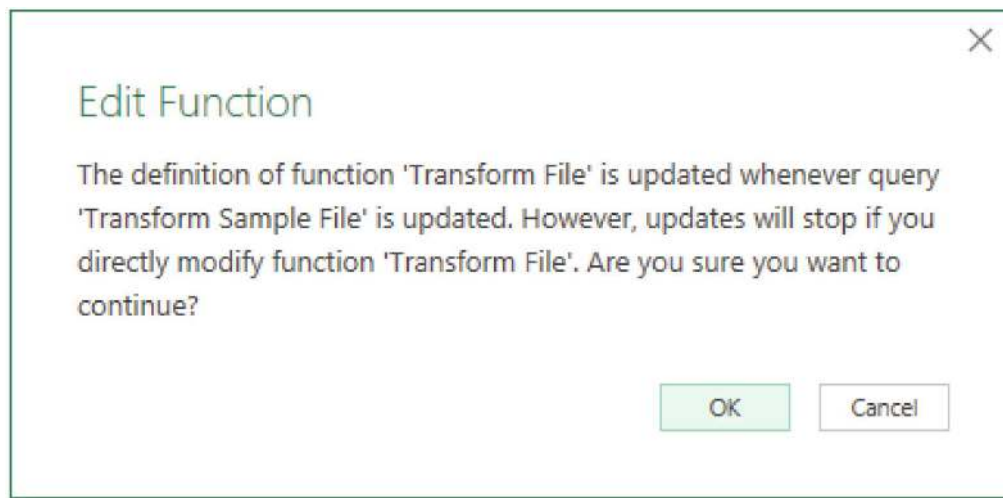 Edit Function
The definition of function 'Transform File' is updated whenever query
'Transform Sample File' is updated. However, updates will stop if you
directly modify function 'Transform File'. Are you sure you want to
continue?
OK
Cancel